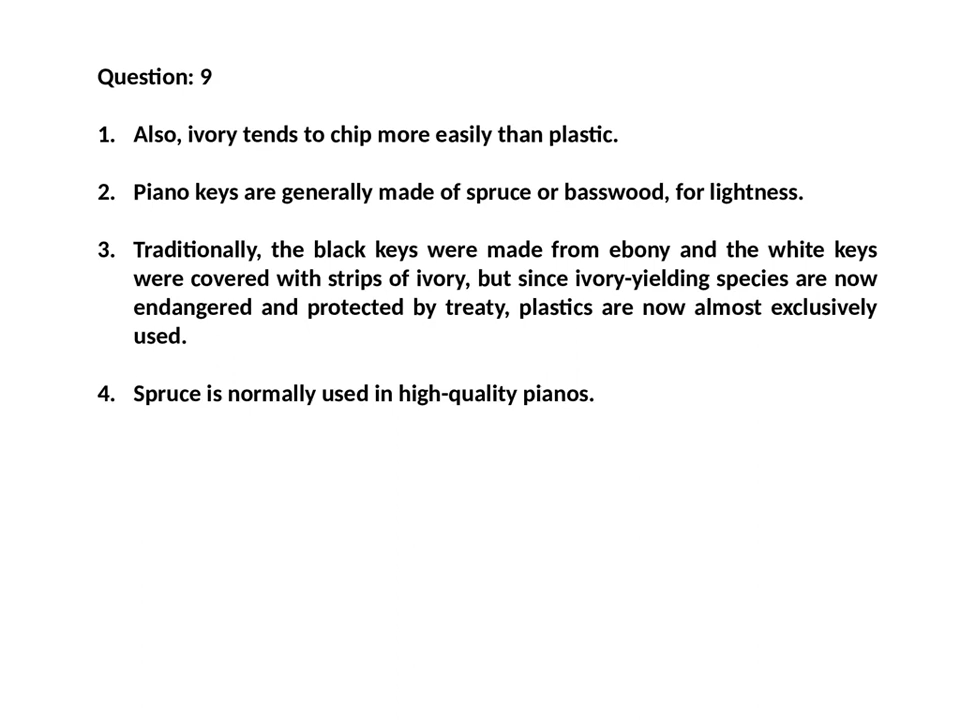 Question: 9
1. Also, ivory tends to chip more easily than plastic.
2. Piano keys are generally made of spruce or basswood, for lightness.
3. Traditionally, the black keys were made from ebony and the white keys
were covered with strips of ivory, but since ivory-yielding species are now
endangered and protected by treaty, plastics are now almost exclusively
used.
4. Spruce is normally used in high-quality pianos.